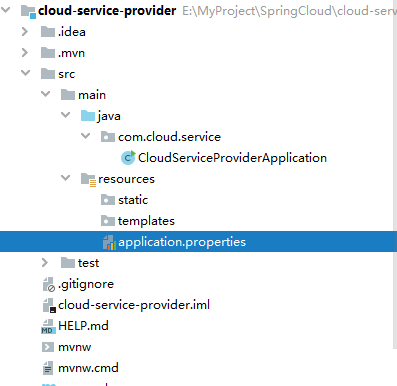 cloud-service-provider E:\MyProject\SpringCloud\cloud-serv
.idea
.mvn
src
main
java
com.cloud.service
CloudServiceProviderApplication
resources
static
templates
application.properties
test
.gitignore
cloud-service-provider.iml
HELP.md
mvnw
mvnw.cmd